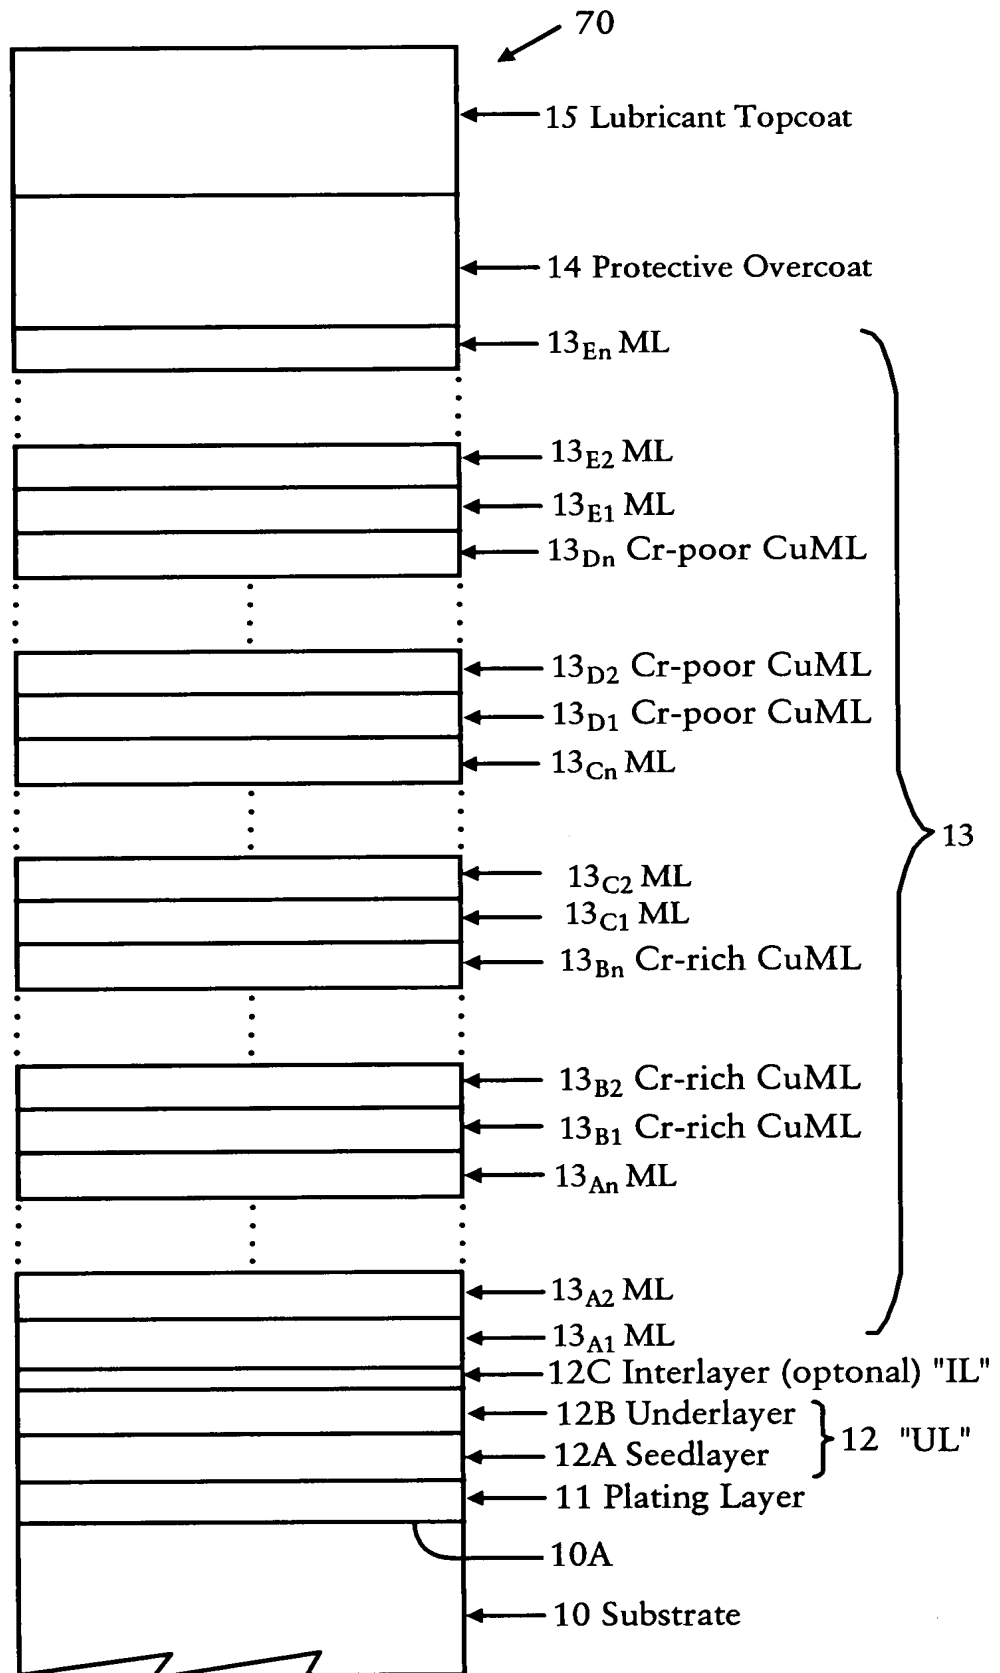 70
15 Lubricant Topcoat
14 Protective Overcoat
13En ML
13E2 ML
13E1 ML
13Dn Cr-poor CuML
13D2 Cr-poor CuML
13D1 Cr-poor CuML
13Cn ML
13
13C2 ML
13C1 ML
13Bn Cr-rich CuML
13B2 Cr-rich CuML
13B1 Cr-rich CuML
13An ML
13A2 ML
13A1 ML
12C Interlayer (optonal) "IL"
12B Underlayer
12 "UL"
12A Seedlayer
11 Plating Layer
10A
10 Substrate